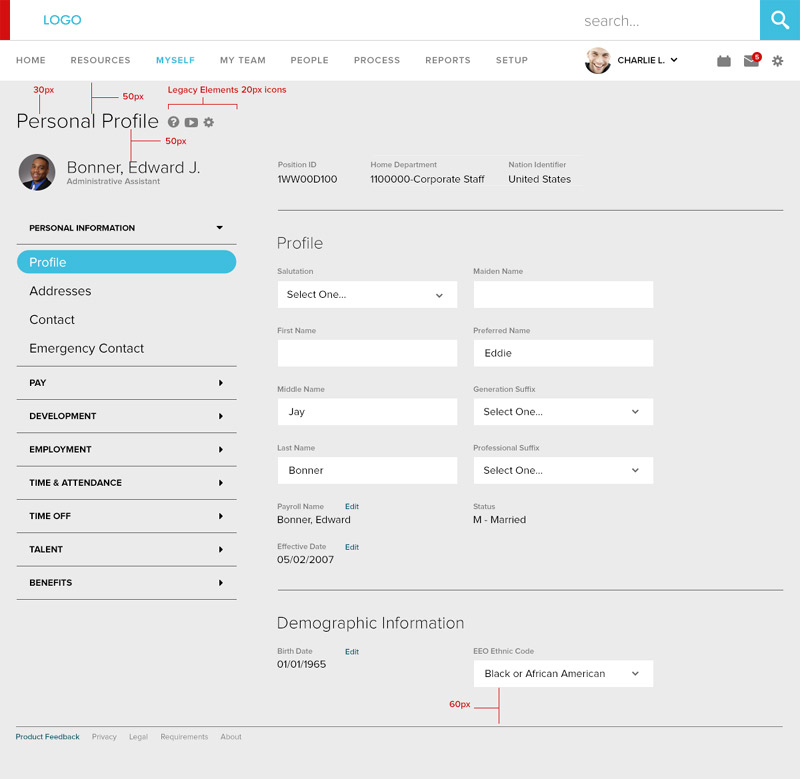 LOGO
search...
HOME RESOURCES MYSELF MY TEAM PEOPLE PROCESS REPORTS SETUP CHARLIE L. 5
30px
50px
Legacy Elements 20px icons
Personal Profile ?
50px
Bonner, Edward J.
Administrative Assistant
Position ID Home Department Nation Identifier
1WW00D100 1100000-Corporate Staff United States
PERSONAL INFORMATION
Profile
Addresses
Contact
Emergency Contact
PAY
DEVELOPMENT
EMPLOYMENT
TIME & ATTENDANCE
TIME OFF
TALENT
BENEFITS
Profile
Salutation Maiden Name
Select One...
First Name Preferred Name
Eddie
Middle Name Generation Suffix
Jay Select One...
Last Name Professional Suffix
Bonner Select One...
Payroll Name Edit Status
Bonner, Edward M - Married
Effective Date Edit
05/02/2007
Demographic Information
Birth Date Edit EEO Ethnic Code
01/01/1965 Black or African American
60px
Product Feedback Privacy Legal Requirements About